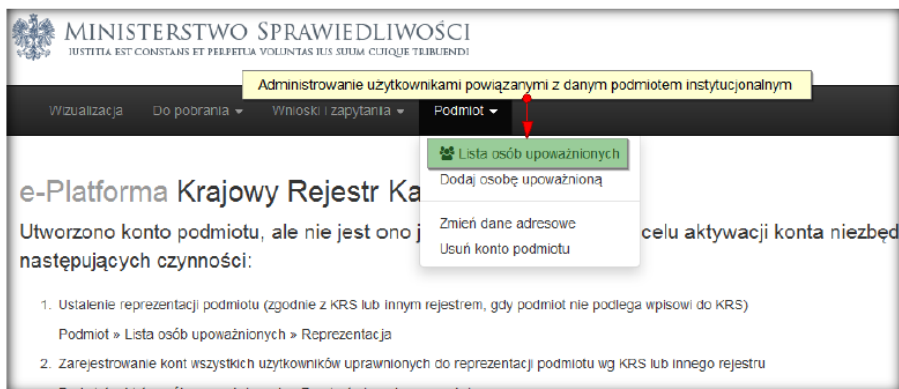 MINISTERSTWO SPRAWIEDLIWOŚCI
IUSTITIA EST CONSTANS ET PERPETUA VOLUNTAS IUS SUUM CUIQUE TRIBUENDI
Administrowanie użytkownikami powiązanymi z danym podmiotem instytucjonalnym
Wizualizacja Do pobrania Wnioski i zapytania Podmiot
Lista osób upoważnionych
Dodaj osobę upoważnioną
Zmień dane adresowe
Usuń konto podmiotu
e-Platforma Krajowy Rejestr Ka
Utworzono konto podmiotu, ale nie jest ono j celu aktywacji konta niezbęd
następujących czynności:
1. Ustalenie reprezentacji podmiotu (zgodnie z KRS lub innym rejestrem, gdy podmiot nie podlega wpisowi do KRS)
Podmiot » Lista osób upoważnionych » Reprezentacja
2. Zarejestrowanie kont wszystkich użytkowników uprawnionych do reprezentacji podmiotu wg KRS lub innego rejestru